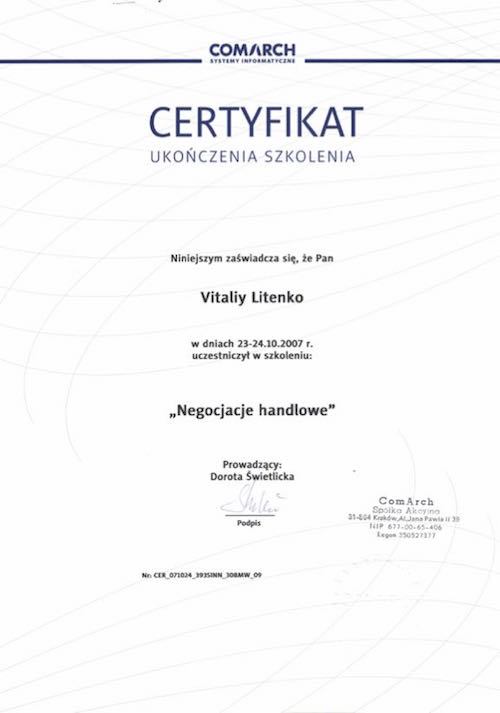 COMARCH
SYSTEMY INFORMATYCZNE
CERTYFIKAT
UKOŃCZENIA SZKOLENIA
Niniejszym zaświadcza się, że Pan
Vitaliy Litenko
w dniach 23-24.10.2007 r.
uczestniczył w szkoleniu:
„Negocjacje handlowe”
Prowadzący:
Dorota Świetlicka
Podpis
ComArch
Spółka Akcyjna
31-864 Kraków, Al. Jana Pawła II 39
NIP 677-00-65-406
Regon 350527377
Nr: CER_071024_393SINN_30BMW_09